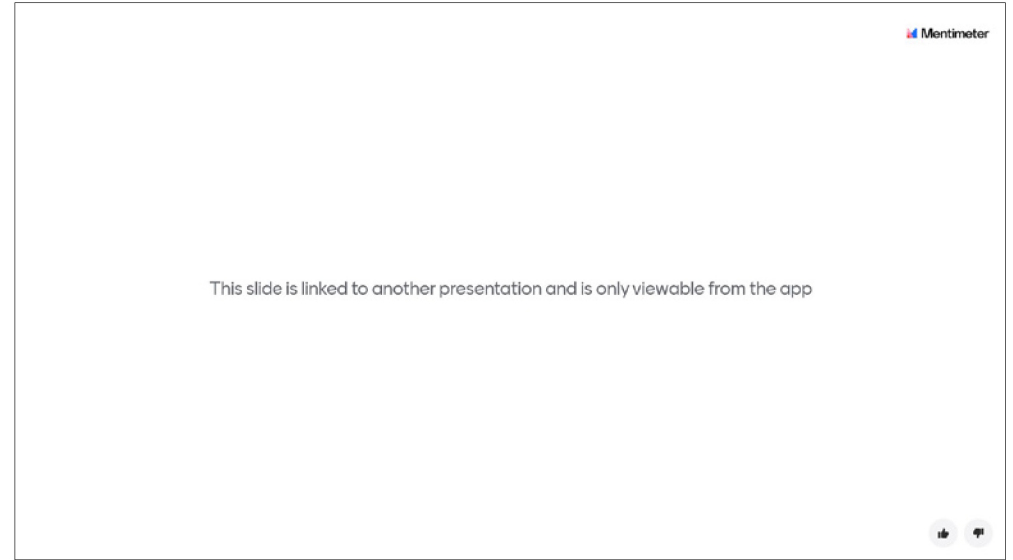 Mentimeter
This slide is linked to another presentation and is only viewable from the app